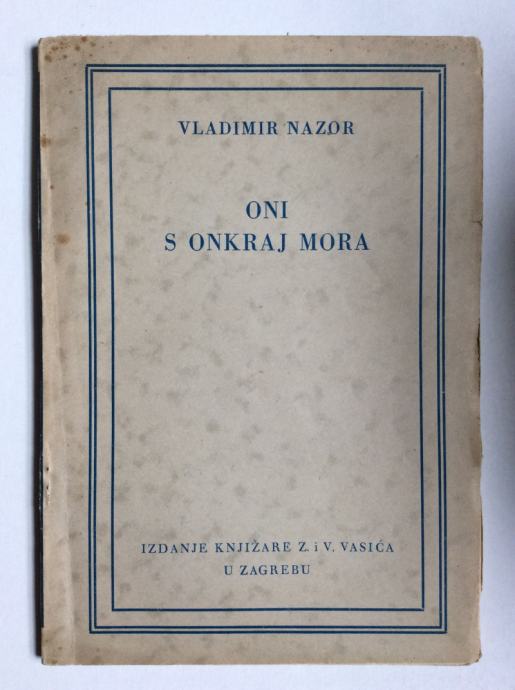 VLADIMIR NAZOR
ONI
S ONKRAJ MORA
IZDANJE KNJIŽARE Z. i V. VASIĆA
U ZAGREBU